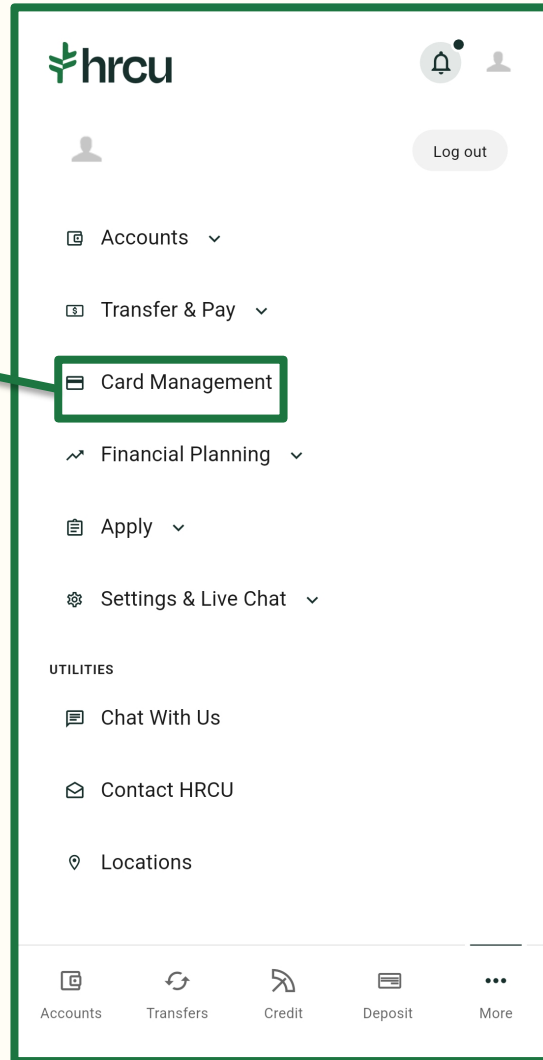 hrcu
Log out
Accounts
Transfer & Pay
Card Management
Financial Planning
Apply
Settings & Live Chat
UTILITIES
Chat With Us
Contact HRCU
Locations
Accounts Transfers Credit Deposit More